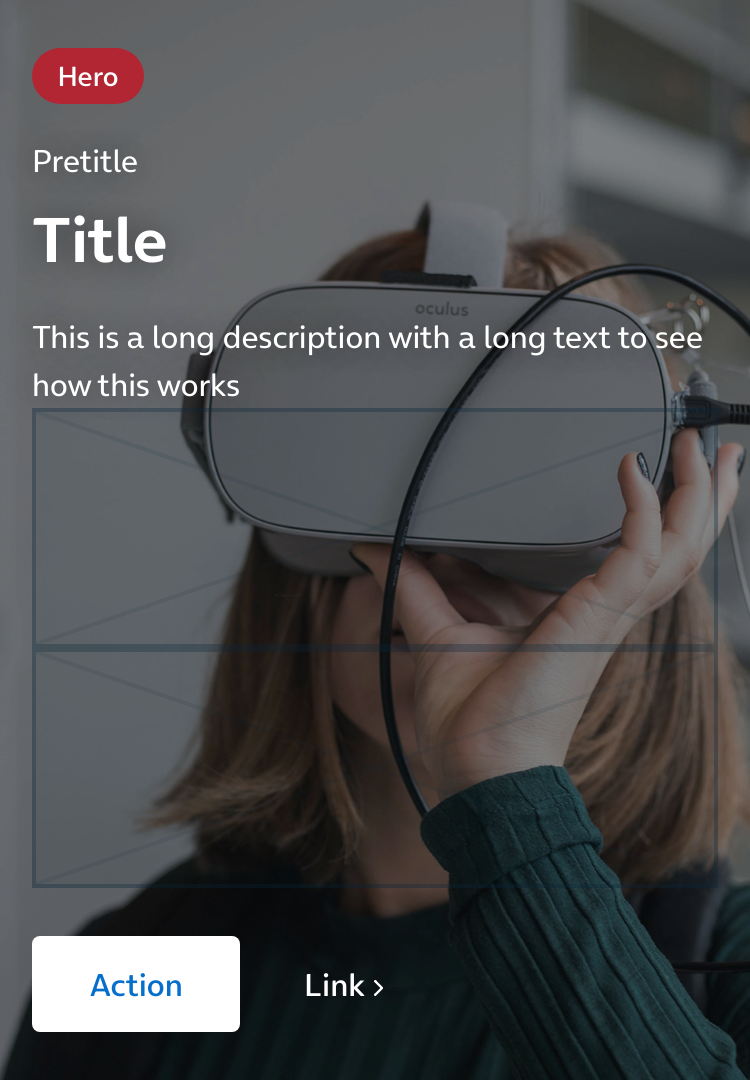 Hero
Pretitle
Title
oculus
This is a long description with a long text to see
how this works
Action
Link